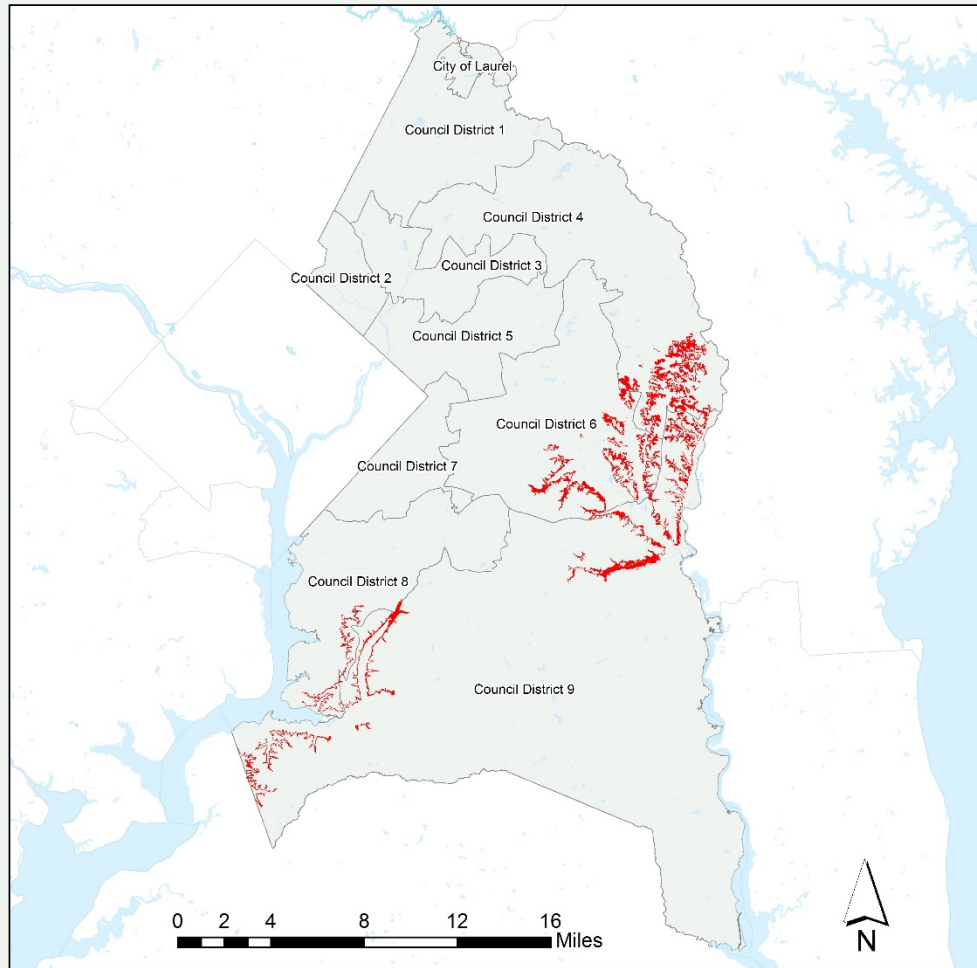 City of Laurel
Council District 1
Council District 4
Council District 3
Council District 2
Council District 5
Council District 6
Council District 7
Council District 8
Council District 9
0 2 4 8 12 16
Miles
N